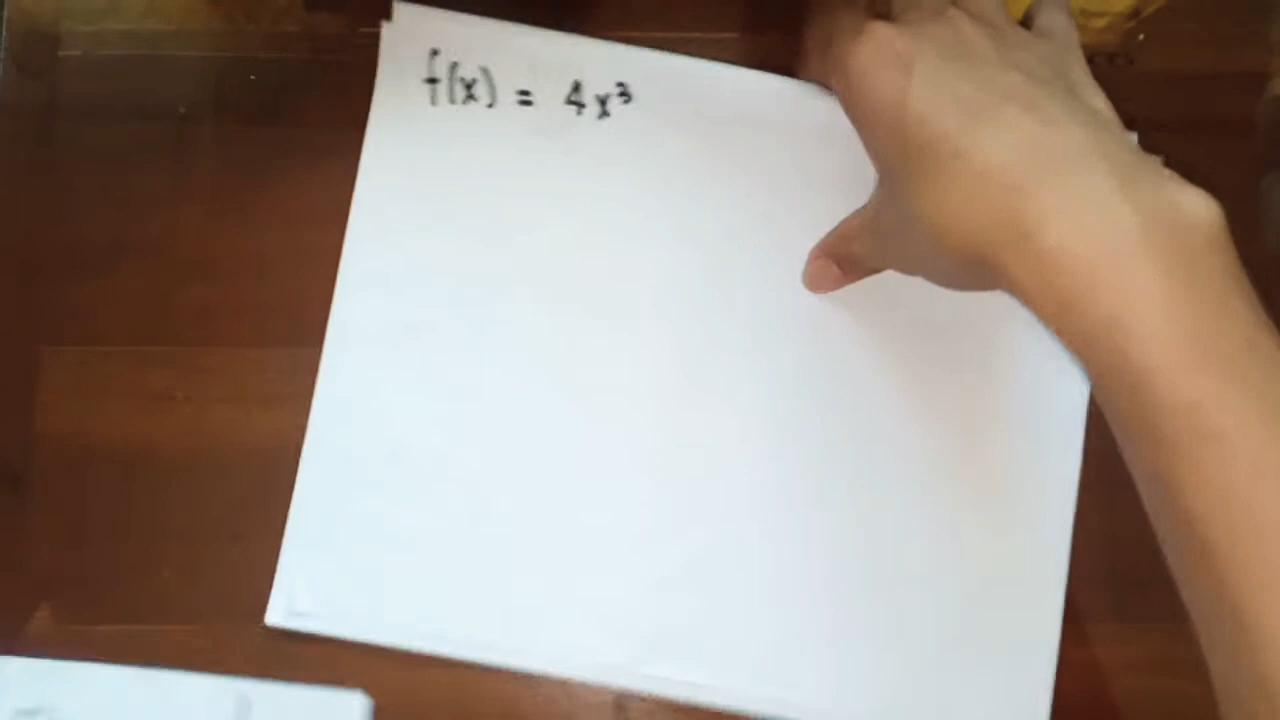 f(x) = 4x³